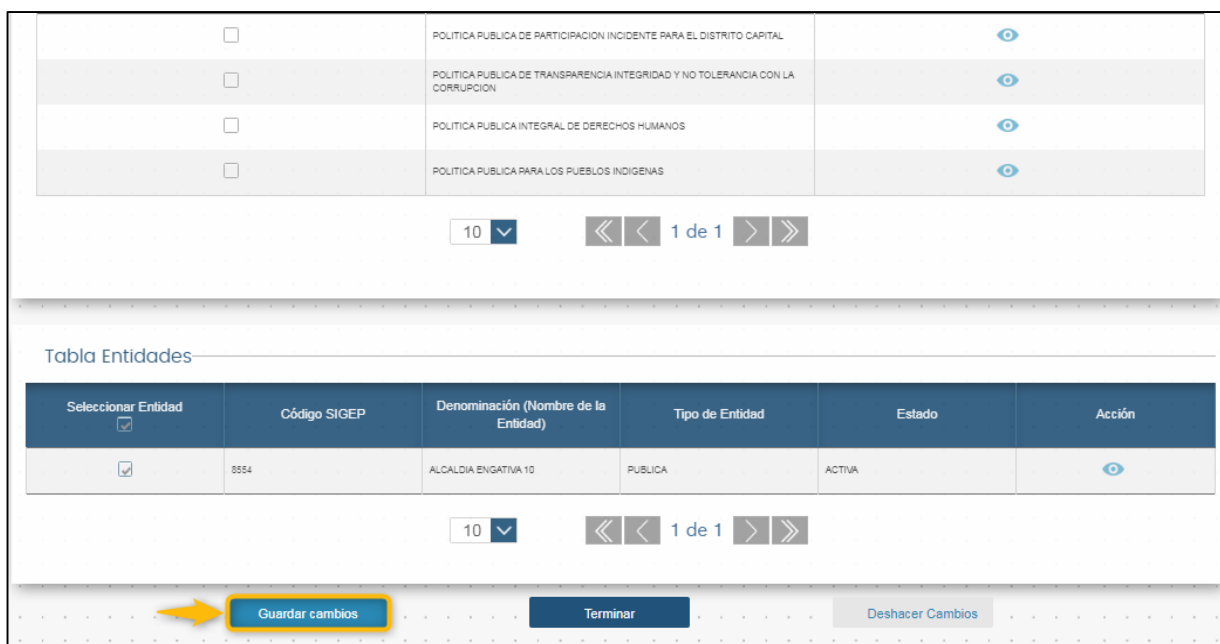 POLITICA PUBLICA DE PARTICIPACION INCIDENTE PARA EL DISTRITO CAPITAL
POLITICA PUBLICA DE TRANSPARENCIA INTEGRIDAD Y NO TOLERANCIA CON LA
CORRUPCION
POLITICA PUBLICA INTEGRAL DE DERECHOS HUMANOS
POLITICA PUBLICA PARA LOS PUEBLOS INDIGENAS
10 1 de 1
Tabla Entidades
Seleccionar Entidad Código SIGEP Denominación (Nombre de la Entidad) Tipo de Entidad Estado Acción
8554 ALCALDIA ENGATIVA 10 PUBLICA ACTIVA
10 1 de 1
Guardar cambios Terminar Deshacer Cambios